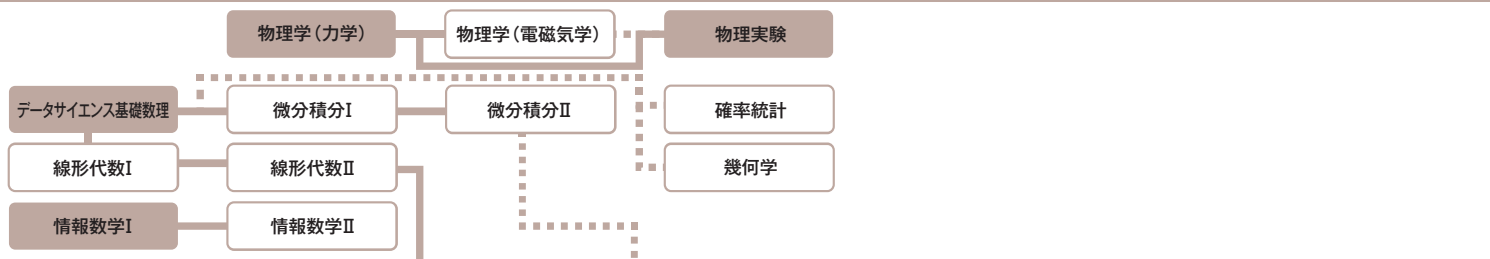 物理学（力学）
物理学（電磁気学）
物理実験
データサイエンス基礎数理
微分積分Ⅰ
微分積分Ⅱ
確率統計
線形代数Ⅰ
線形代数Ⅱ
幾何学
情報数学Ⅰ
情報数学Ⅱ